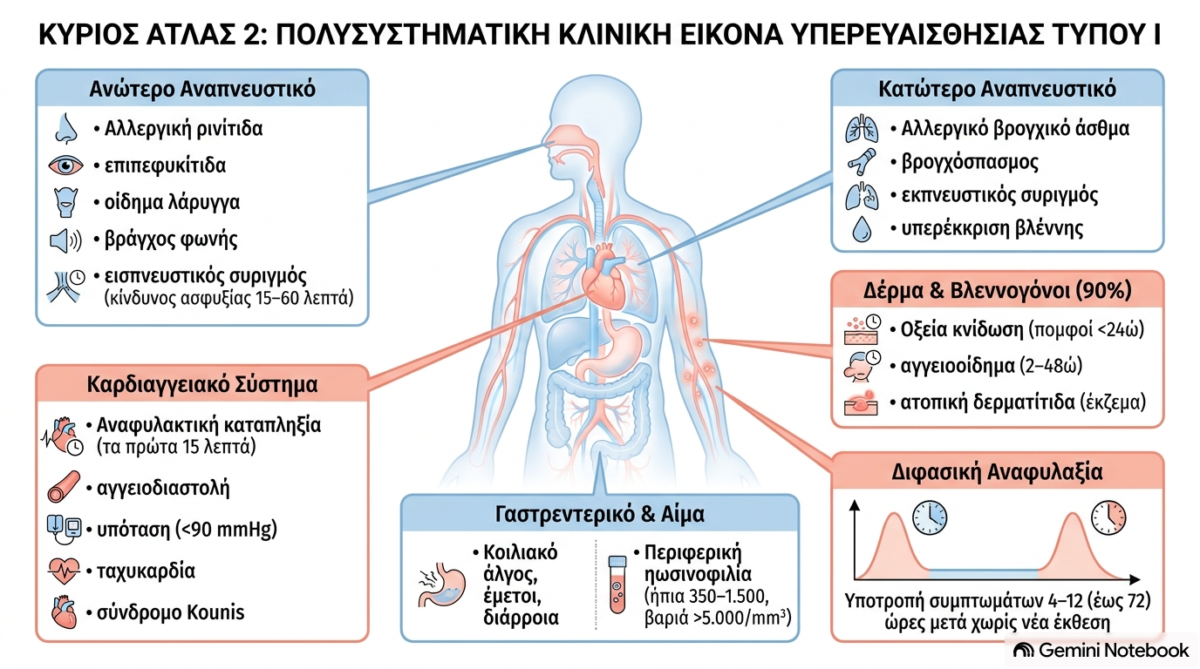 ΚΥΡΙΟΣ ΑΤΛΑΣ 2: ΠΟΛΥΣΥΣΤΗΜΑΤΙΚΗ ΚΛΙΝΙΚΗ ΕΙΚΟΝΑ ΥΠΕΡΕΥΑΙΣΘΗΣΙΑΣ ΤΥΠΟΥ Ι
Ανώτερο Αναπνευστικό
• Αλλεργική ρινίτιδα
• επιπεφυκίτιδα
• οίδημα λάρυγγα
• βράγχος φωνής
• εισπνευστικός συριγμός
(κίνδυνος ασφυξίας 15–60 λεπτά)
Καρδιαγγειακό Σύστημα
• Αναφυλακτική καταπληξία
(τα πρώτα 15 λεπτά)
• αγγειοδιαστολή
• υπόταση (<90 mmHg)
• ταχυκαρδία
• σύνδρομο Kounis
Γαστρεντερικό & Αίμα
• Κοιλιακό
άλγος,
έμετοι,
διάρροια
• Περιφερική
ηωσινοφιλία
(ήπια 350–1.500,
βαριά >5.000/mm³)
Κατώτερο Αναπνευστικό
• Αλλεργικό βρογχικό άσθμα
• βρογχόσπασμος
• εκπνευστικός συριγμός
• υπερέκκριση βλέννης
Δέρμα & Βλεννογόνοι (90%)
• Οξεία κνίδωση (πομφοί <24ώ)
• αγγειοοίδημα (2–48ώ)
• ατοπική δερματίτιδα (έκζεμα)
Διφασική Αναφυλαξία
Υποτροπή συμπτωμάτων 4–12 (έως 72)
ώρες μετά χωρίς νέα έκθεση
Gemini Notebook